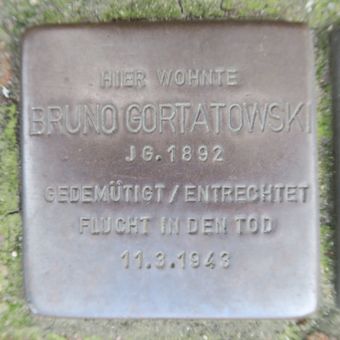 HIER WOHNTE
BRUNO GORTATOWSKI
JG. 1892
GEDEMÜTIGT / ENTRECHTET
FLUCHT IN DEN TOD
11.3.1943